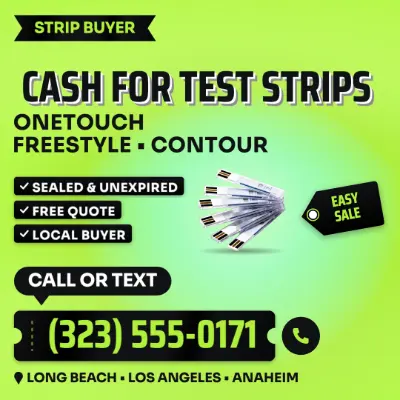 STRIP BUYER
CASH FOR TEST STRIPS
ONETOUCH
FREESTYLE • CONTOUR
SEALED & UNEXPIRED
FREE QUOTE
LOCAL BUYER
EASY
SALE
CALL OR TEXT
(323) 555-0171
LONG BEACH • LOS ANGELES • ANAHEIM